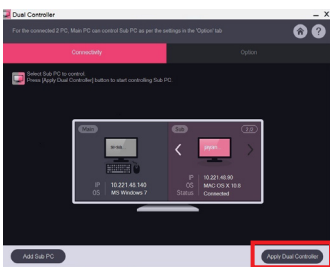 Dual Controller
For the connected 2 PC, Main PC can control Sub PC as per the settings in the 'Option' tab
Connectivity
Option
Select Sub PC to control.
Press [Apply Dual Controller] button to start controlling Sub PC.
Main
Sub
2.0
japan
IP 10.221.48.140
OS MS Windows 7
IP 10.221.48.90
OS MAC OS X 10.8
Status Connected
Add Sub PC
Apply Dual Controller